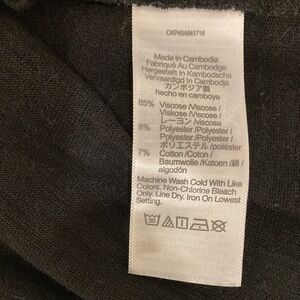 CKP454841716
Made in Cambodia
Fabriqué Au Cambodge
Hergestellt in Kambodscha
Vervaardigd in Cambodja
カンボジア製
hecho en camboya
85% Viscose /Viscose /
Viskose /Viscose /
レーヨン /viscosa
8% Polyester /Polyester /
Polyester /Polyester /
ポリエステル /poliéster
7% Cotton /Coton /
Baumwolle /Katoen /綿 /
algodón
Machine Wash Cold With Like
Colors. Non-Chlorine Bleach
Only. Line Dry. Iron On Lowest
Setting.
30